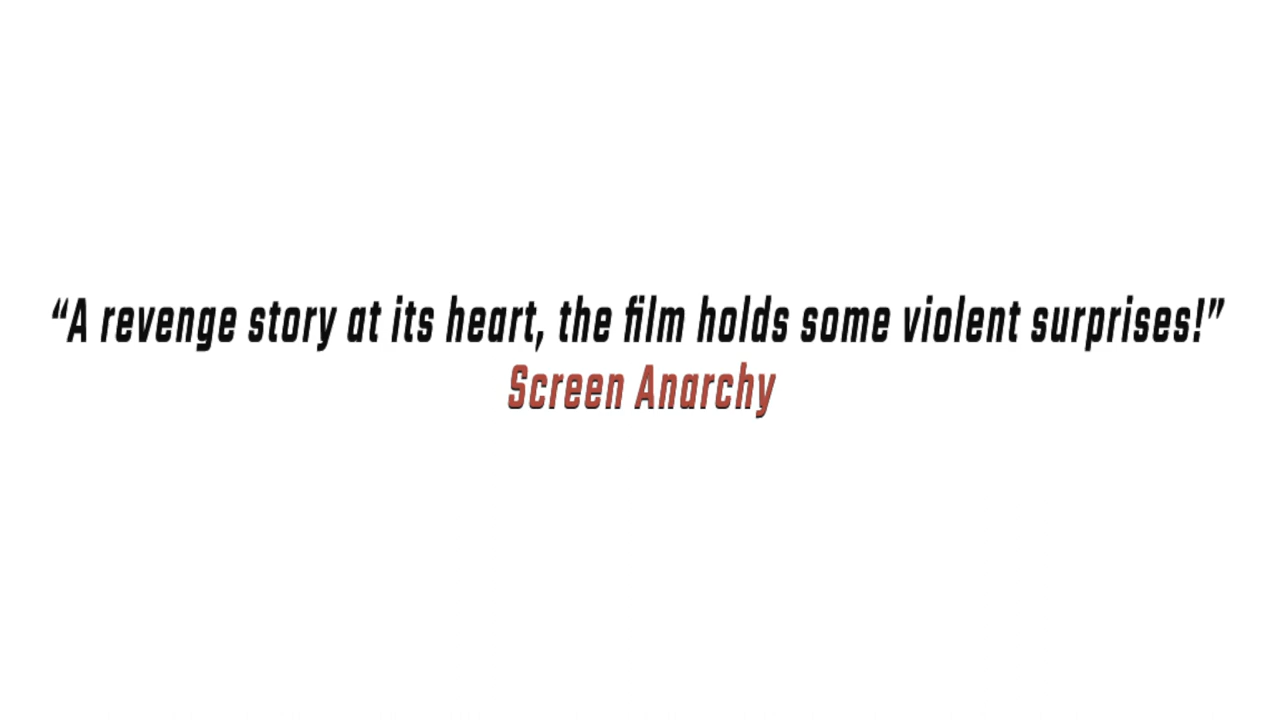 “A revenge story at its heart, the film holds some violent surprises!”
Screen Anarchy